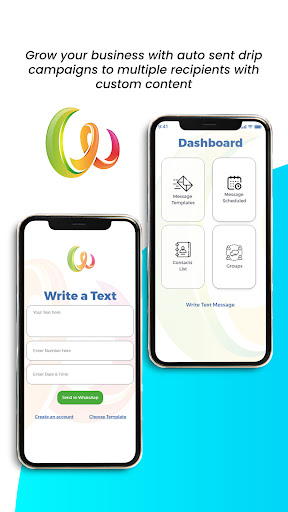 Grow your business with auto sent drip
campaigns to multiple recipients with
custom content
9:41
Dashboard
Message
Templates
Message
Scheduled
Contacts
List
Groups
Write Text Message
Write a Text
Your Text here
Enter Number here
Enter Date & Time
Send in WhatsApp
Create an account
Choose Template